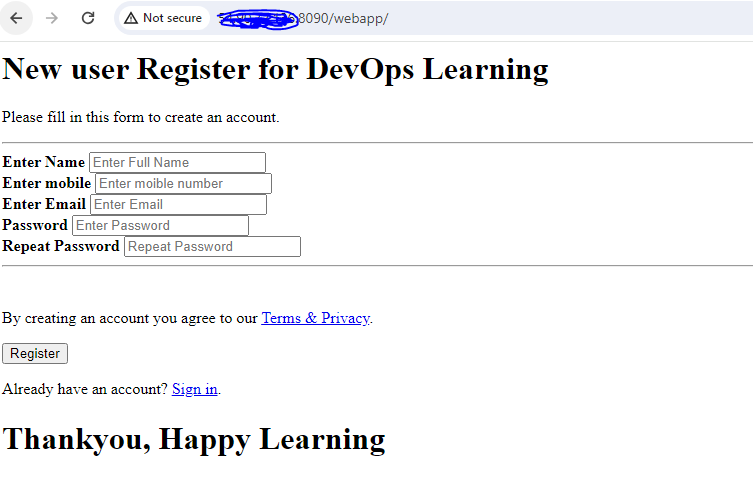 Not secure :8090/webapp/
New user Register for DevOps Learning
Please fill in this form to create an account.
Enter Name Enter Full Name
Enter mobile Enter moible number
Enter Email Enter Email
Password Enter Password
Repeat Password Repeat Password
By creating an account you agree to our Terms & Privacy.
Register
Already have an account? Sign in.
Thankyou, Happy Learning